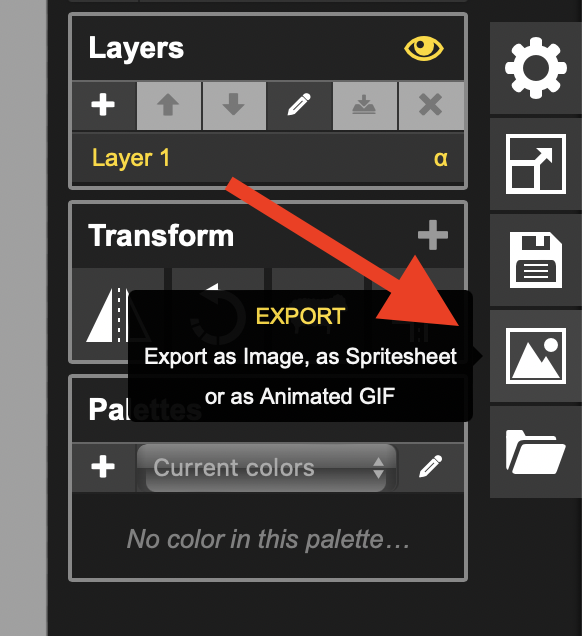 Layers
Layer 1 α
Transform
EXPORT
Export as Image, as Spritesheet
or as Animated GIF
Palettes
Current colors
No color in this palette…